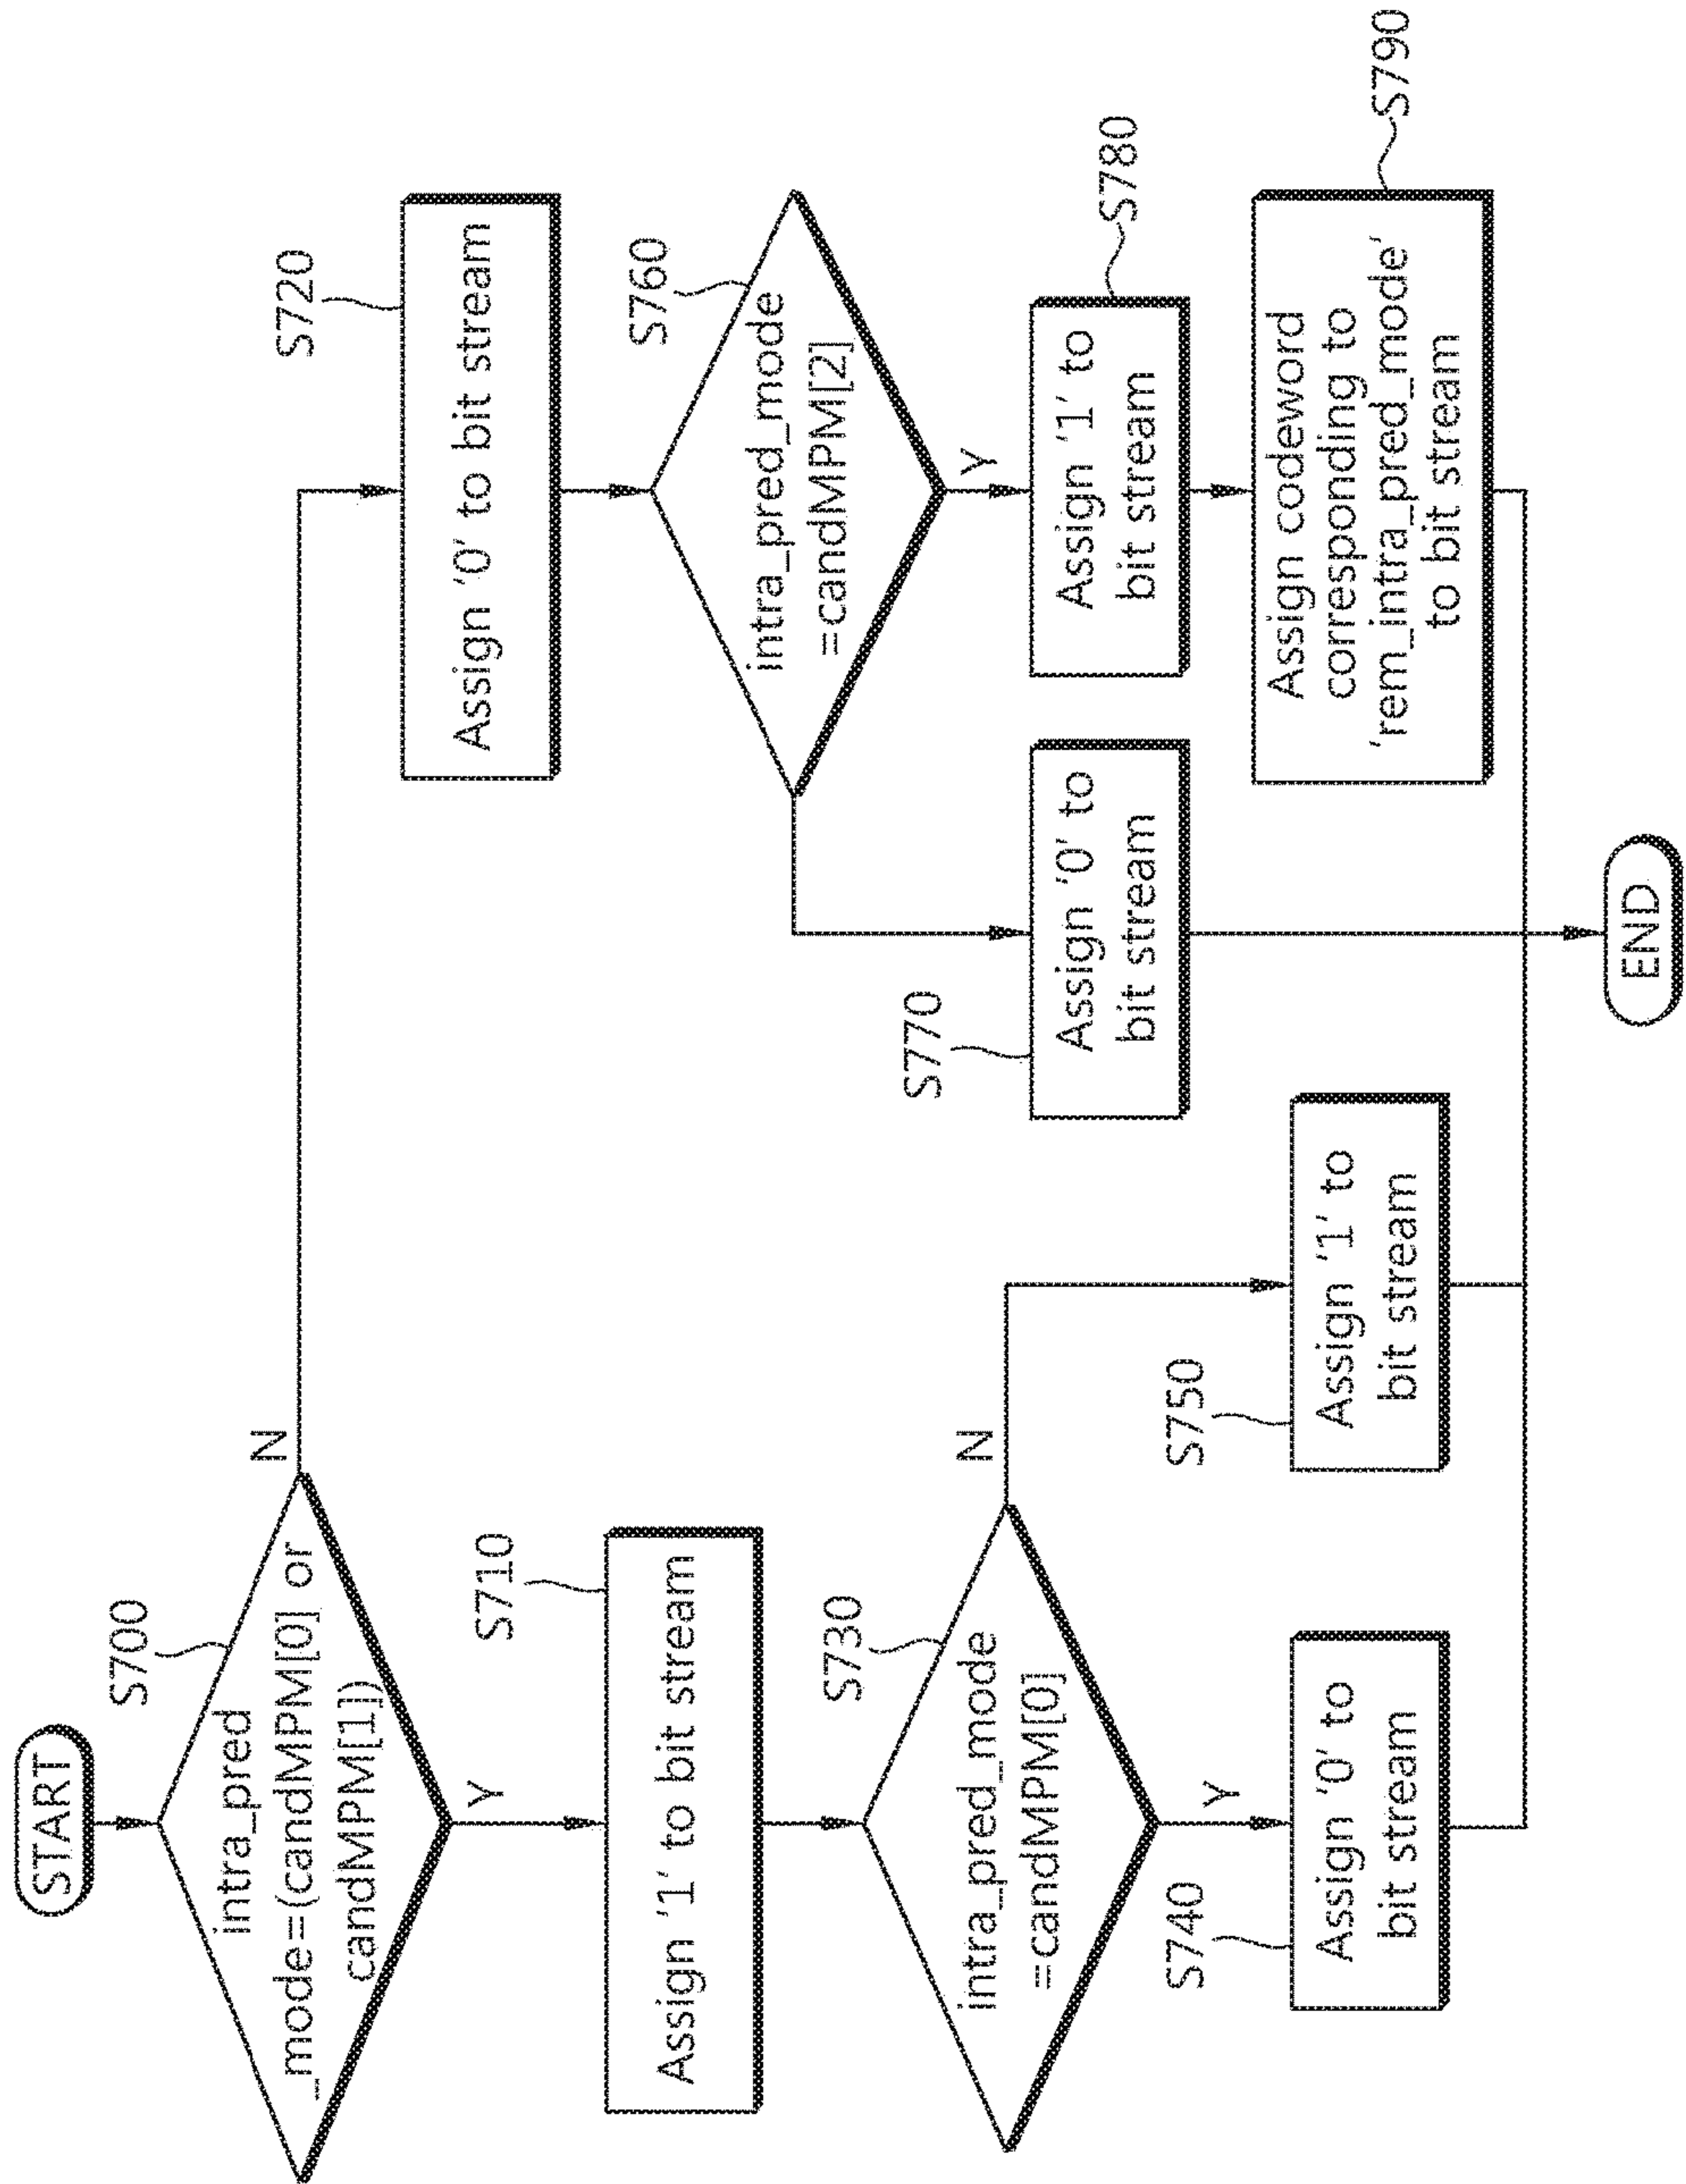 START
S700
intra_pred
_mode=(candMPM[0] or
candMPM[1])
N
Y
S710
Assign '1' to bit stream
S720
Assign '0' to bit stream
S730
intra_pred_mode
=candMPM[0]
N
Y
S740
Assign '0' to
bit stream
S750
Assign '1' to
bit stream
S760
intra_pred_mode
=candMPM[2]
Y
S770
Assign '0' to
bit stream
S780
Assign '1' to
bit stream
S790
Assign codeword
corresponding to
'rem_intra_pred_mode'
to bit stream
END